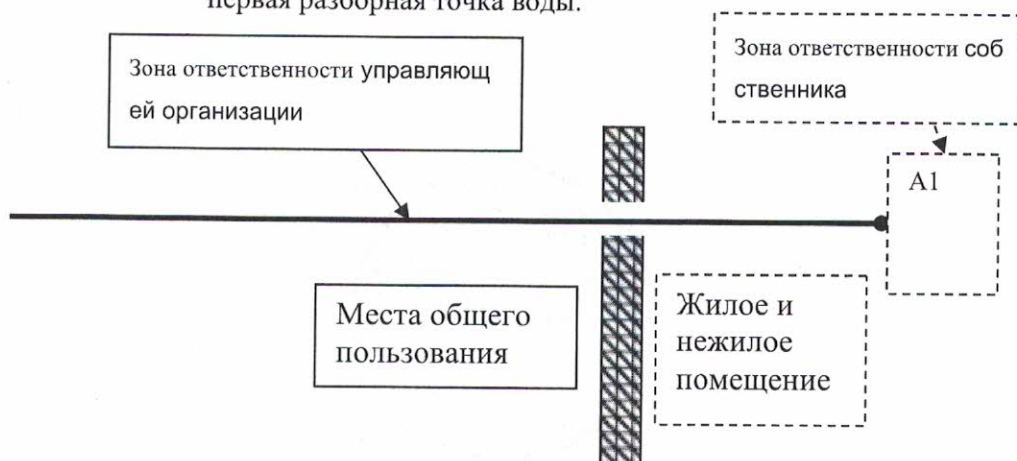 первая разборная точка воды.
Зона ответственности управляющ
ей организации
Зона ответственности соб
ственника
А1
Места общего
пользования
Жилое и
нежилое
помещение